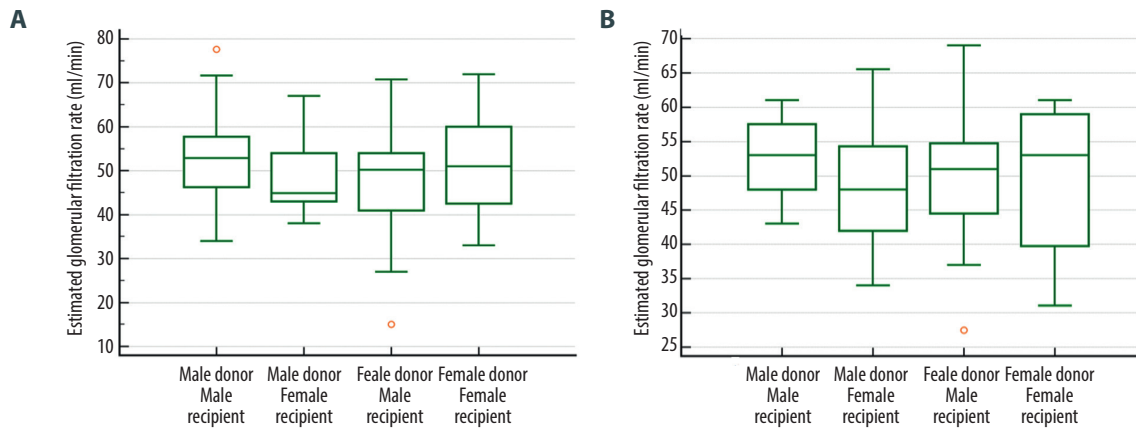 A
Estimated glomerular filtration rate (ml/min)
80
70
60
50
40
30
20
10
Male donor
Male
recipient
Male donor
Female
recipient
Feale donor
Male
recipient
Female donor
Female
recipient
B
Estimated glomerular filtration rate (ml/min)
70
65
60
55
50
45
40
35
30
25
Male donor
Male
recipient
Male donor
Female
recipient
Feale donor
Male
recipient
Female donor
Female
recipient